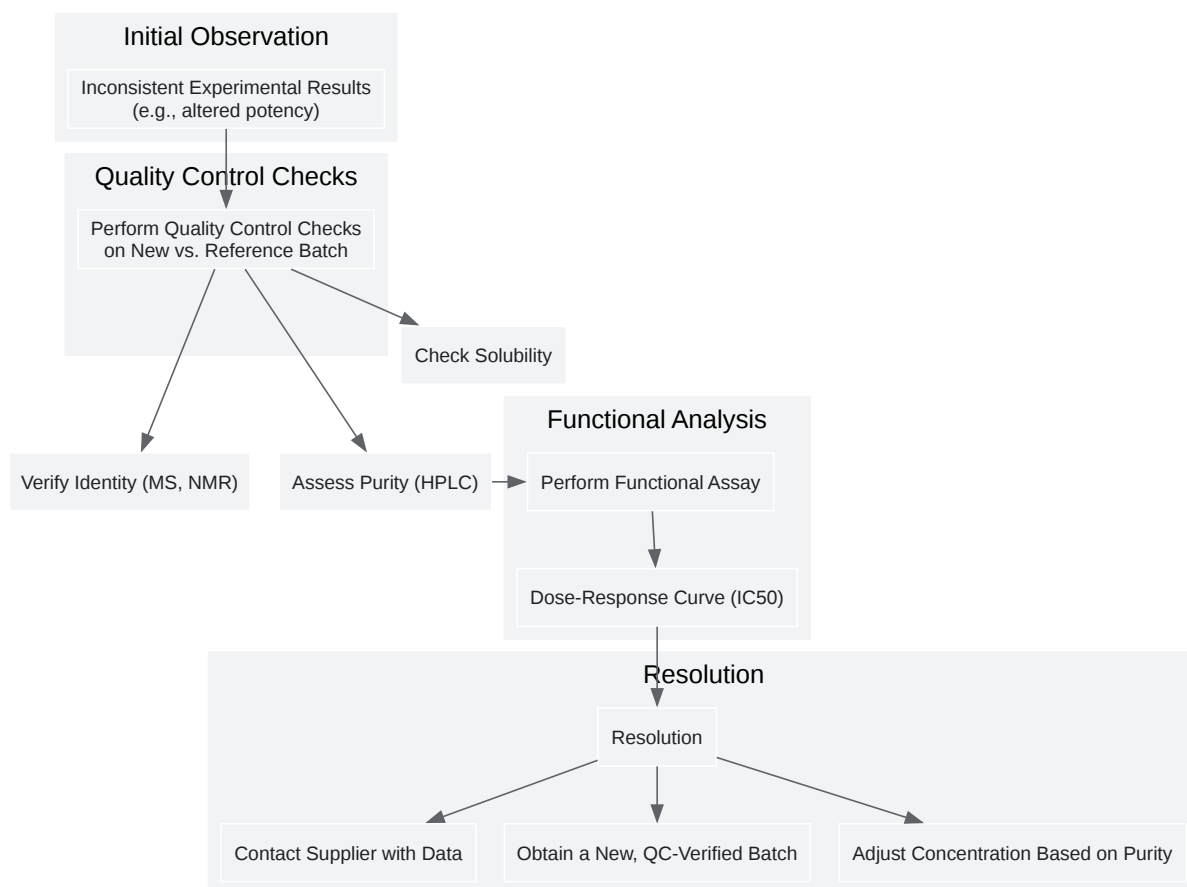 Initial Observation
Inconsistent Experimental Results
(e.g., altered potency)
Quality Control Checks
Perform Quality Control Checks
on New vs. Reference Batch
Check Solubility
Functional Analysis
Verify Identity (MS, NMR)
Assess Purity (HPLC)
Perform Functional Assay
Dose-Response Curve (IC50)
Resolution
Resolution
Contact Supplier with Data
Obtain a New, QC-Verified Batch
Adjust Concentration Based on Purity